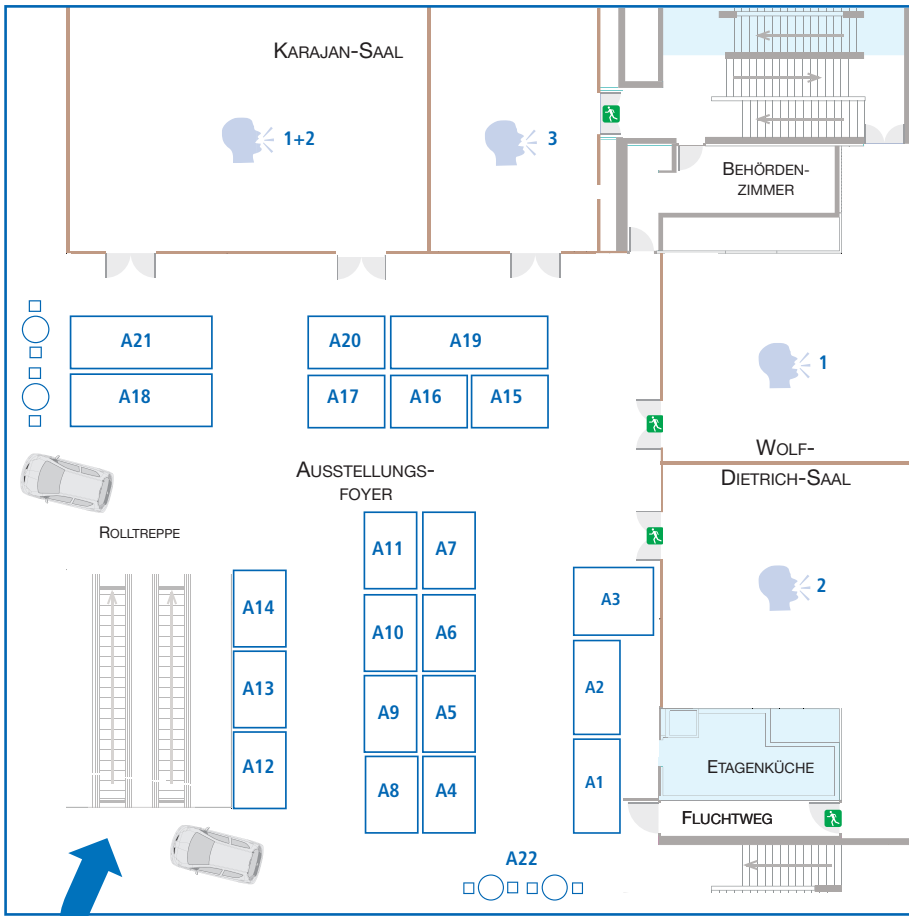 KARAJAN-SAAL
1+2
3
BEHÖRDEN-
ZIMMER
A21
A20
A19
A18
A17
A16
A15
1
WOLF-
DIETRICH-SAAL
AUSSTELLUNGS-
FOYER
ROLLTREPPE
A11
A7
A14
A3
2
A10
A6
A13
A2
A9
A5
A12
A8
A4
A1
ETAGENKÜCHE
FLUCHTWEG
A22